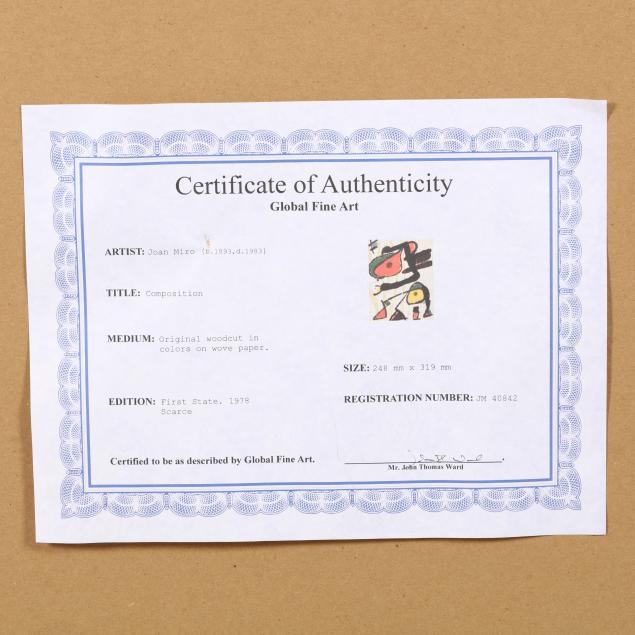 Certificate of Authenticity
Global Fine Art
ARTIST: Joan Miro (b.1893,d.1983)
TITLE: Composition
MEDIUM: Original woodcut in
colors on wove paper.
SIZE: 248 mm x 319 mm
EDITION: First State. 1978
Scarce
REGISTRATION NUMBER: JM 40842
Certified to be as described by Global Fine Art.
Mr. John Thomas Ward